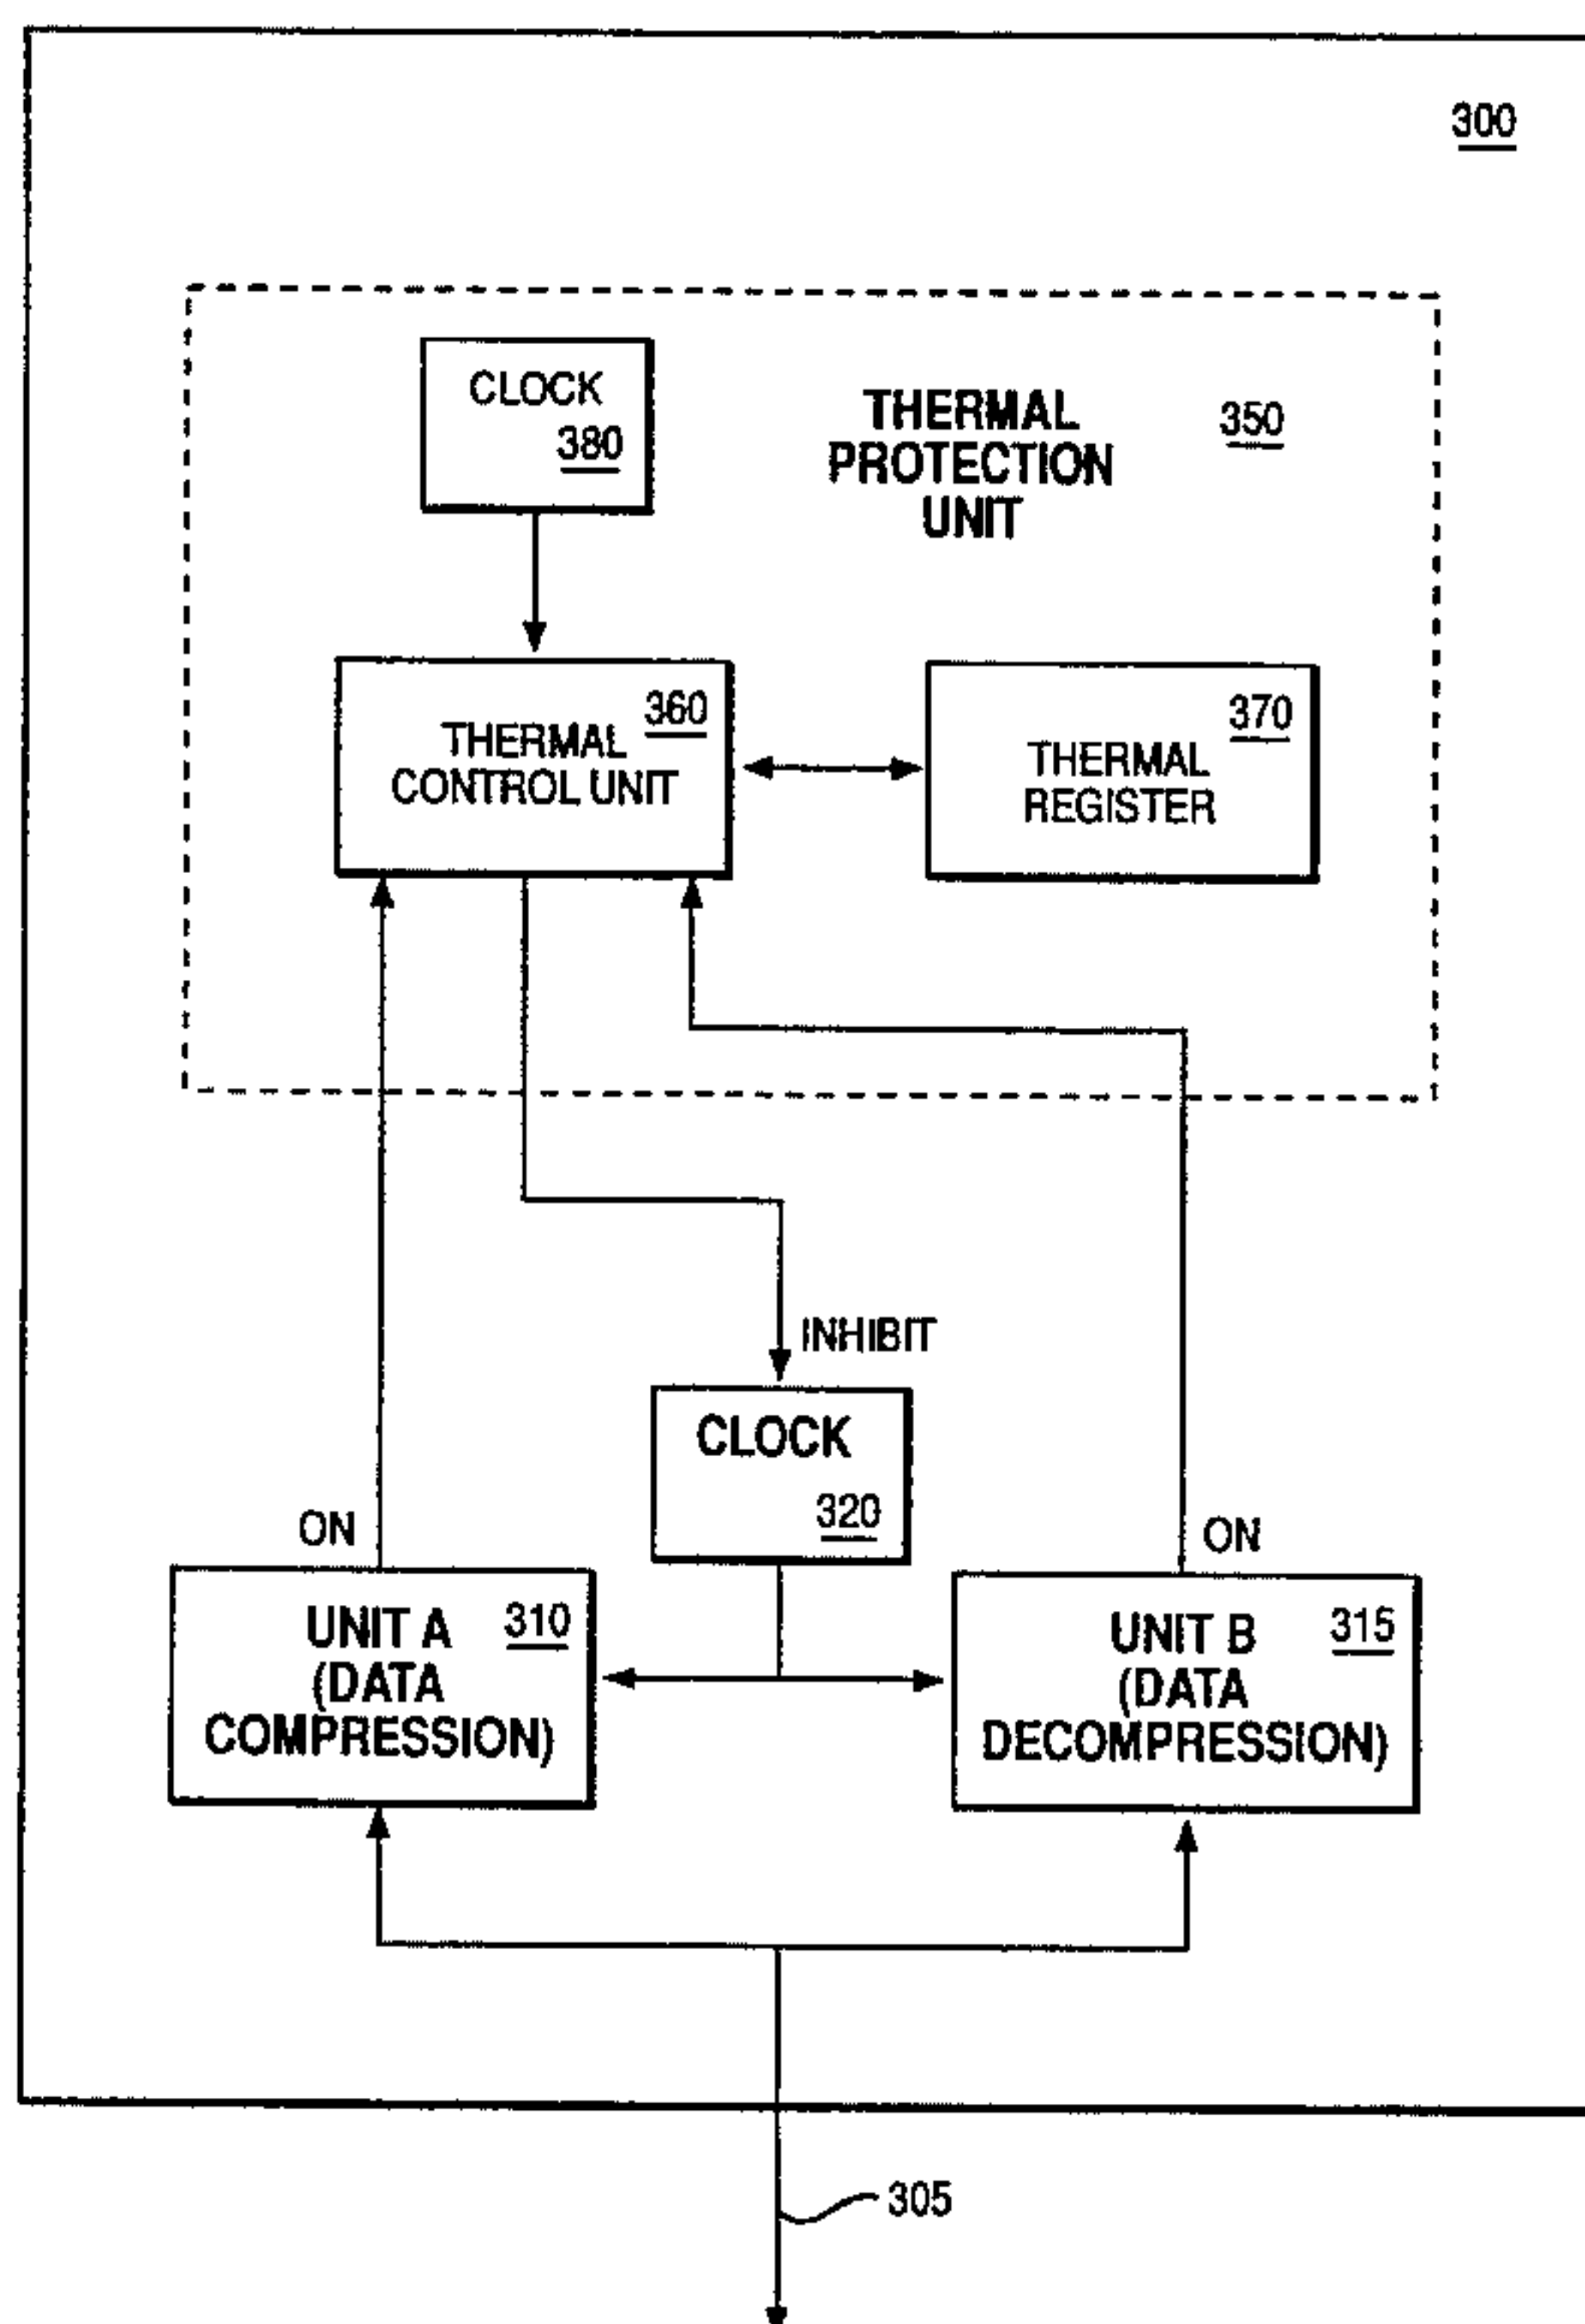 300
CLOCK
380
THERMAL
PROTECTION
UNIT
350
360
THERMAL
CONTROL UNIT
370
THERMAL
REGISTER
INHIBIT
CLOCK
320
ON
ON
UNIT A
310
(DATA
COMPRESSION)
UNIT B
315
(DATA
DECOMPRESSION)
305